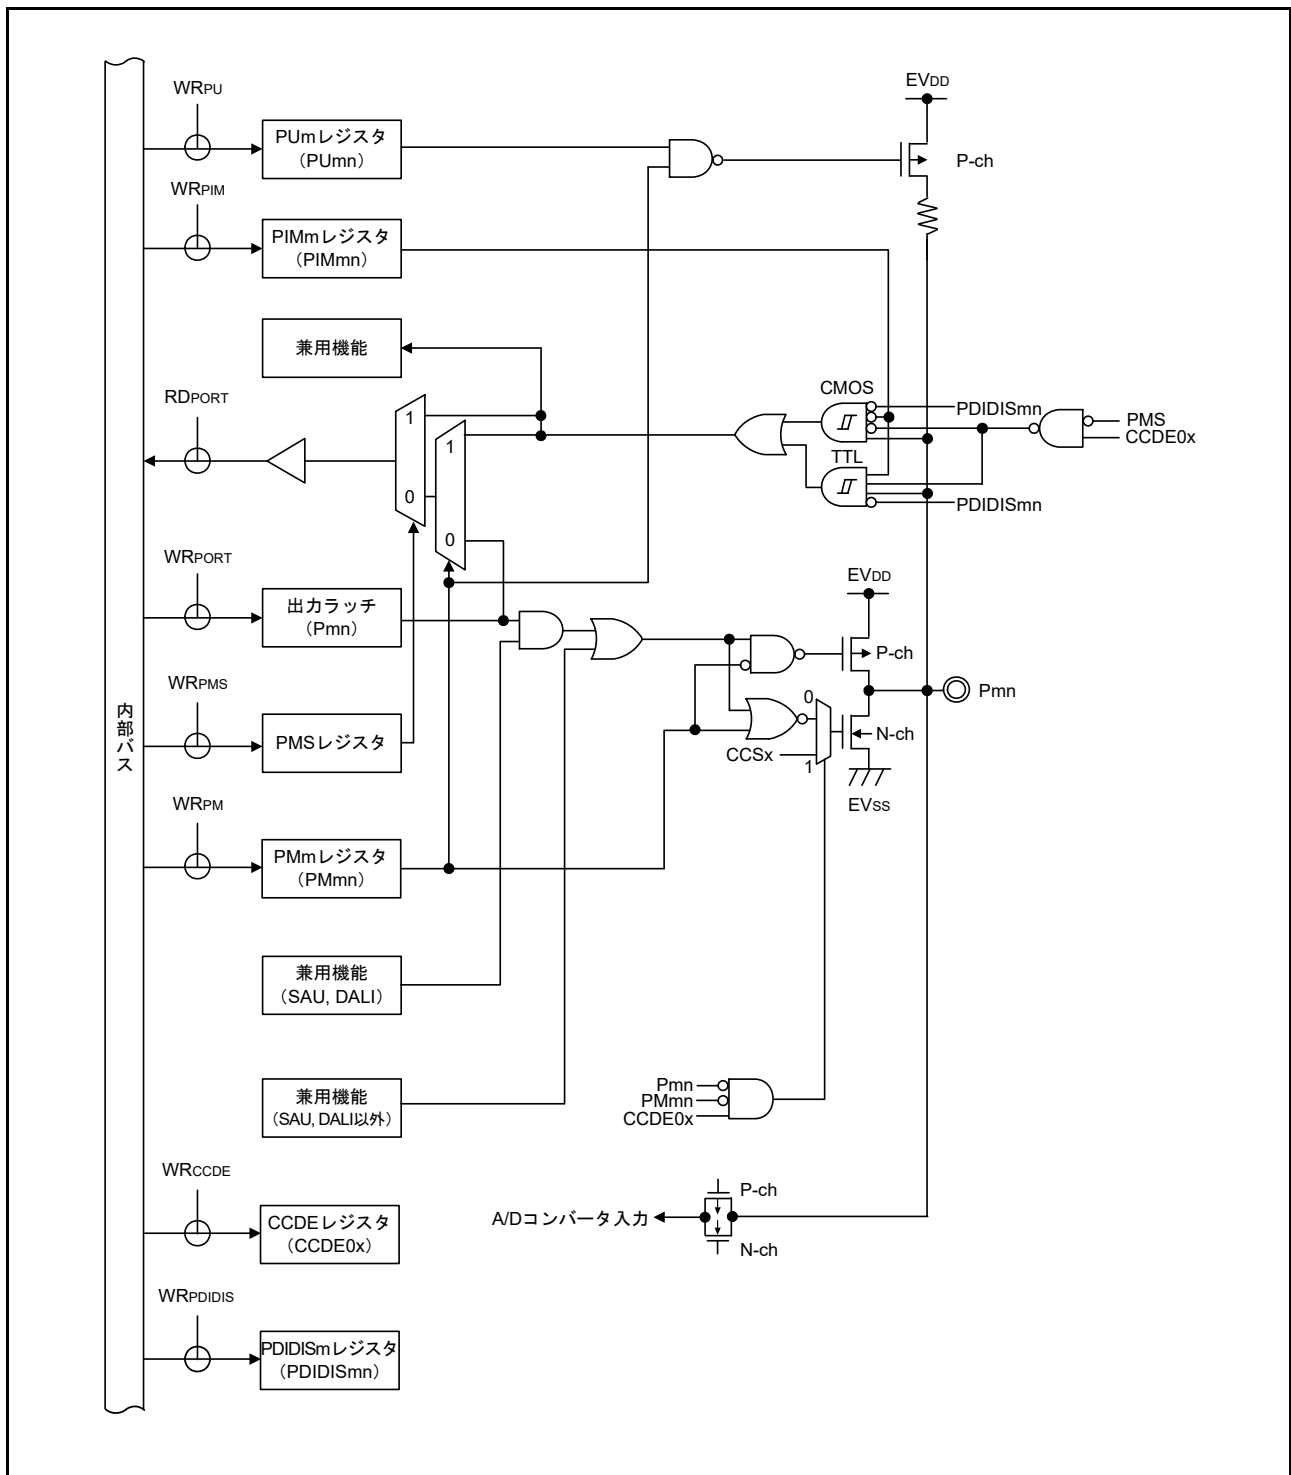 WRPU
EVDD
PUmレジスタ
（PUmn）
P-ch
WRPIM
PIMmレジスタ
（PIMmn）
兼用機能
CMOS
RDPORT
PDIDISmn
PMS
1
CCDE0x
1
TTL
0
PDIDISmn
0
WRPORT
EVDD
出力ラッチ
（Pmn）
P-ch
WRPMS
0
Pmn
内部バス
PMSレジスタ
N-ch
CCSx
1
WRPM
EVSS
PMmレジスタ
（PMmn）
兼用機能
（SAU, DALI）
兼用機能
（SAU, DALI以外）
Pmn
PMmn
CCDE0x
WRCCDE
P-ch
CCDEレジスタ
（CCDE0x）
A/Dコンバータ入力
N-ch
WRPDIDIS
PDIDISmレジスタ
（PDIDISmn）